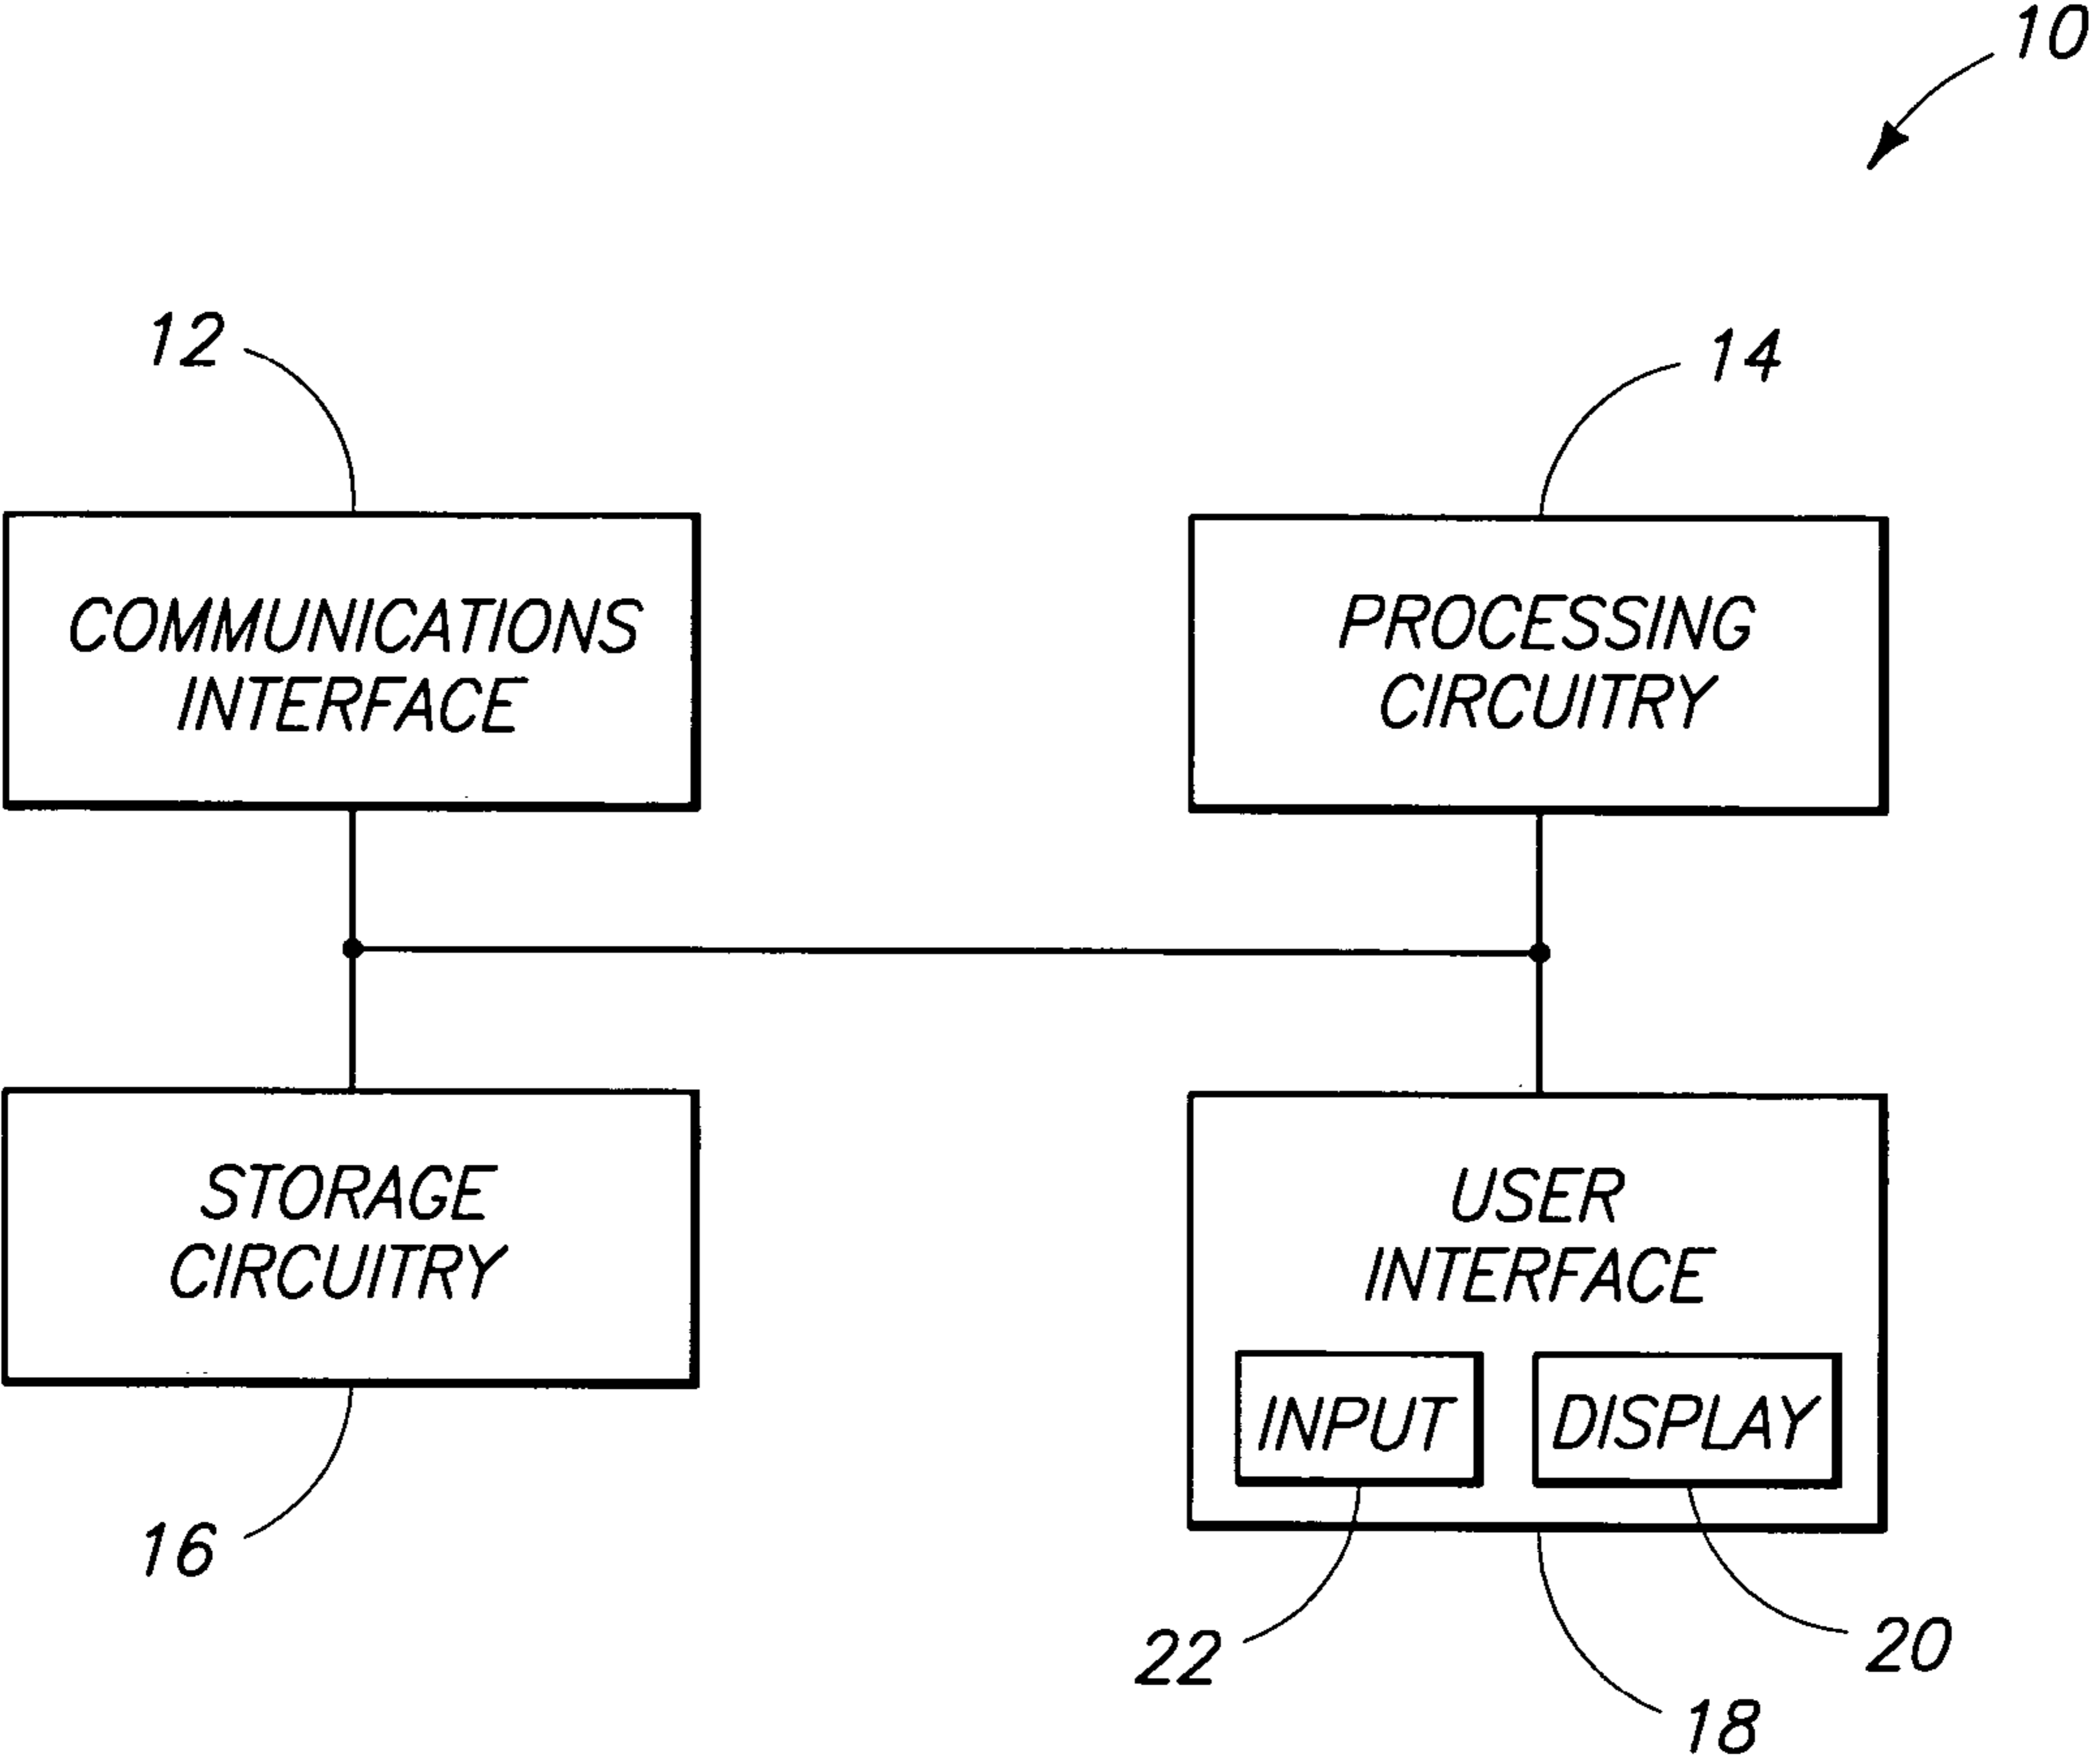 10
12
14
COMMUNICATIONS
INTERFACE
PROCESSING
CIRCUITRY
STORAGE
CIRCUITRY
USER
INTERFACE
INPUT
DISPLAY
16
22
20
18